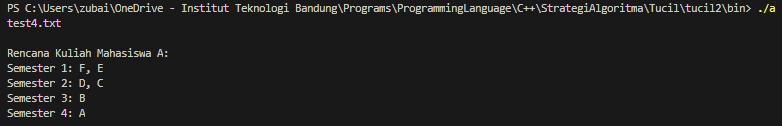 PS C:\Users\zubai\OneDrive - Institut Teknologi Bandung\Programs\ProgrammingLanguage\C++\StrategiAlgoritma\Tucil\tucil2\bin> ./a
test4.txt
Rencana Kuliah Mahasiswa A:
Semester 1: F, E
Semester 2: D, C
Semester 3: B
Semester 4: A